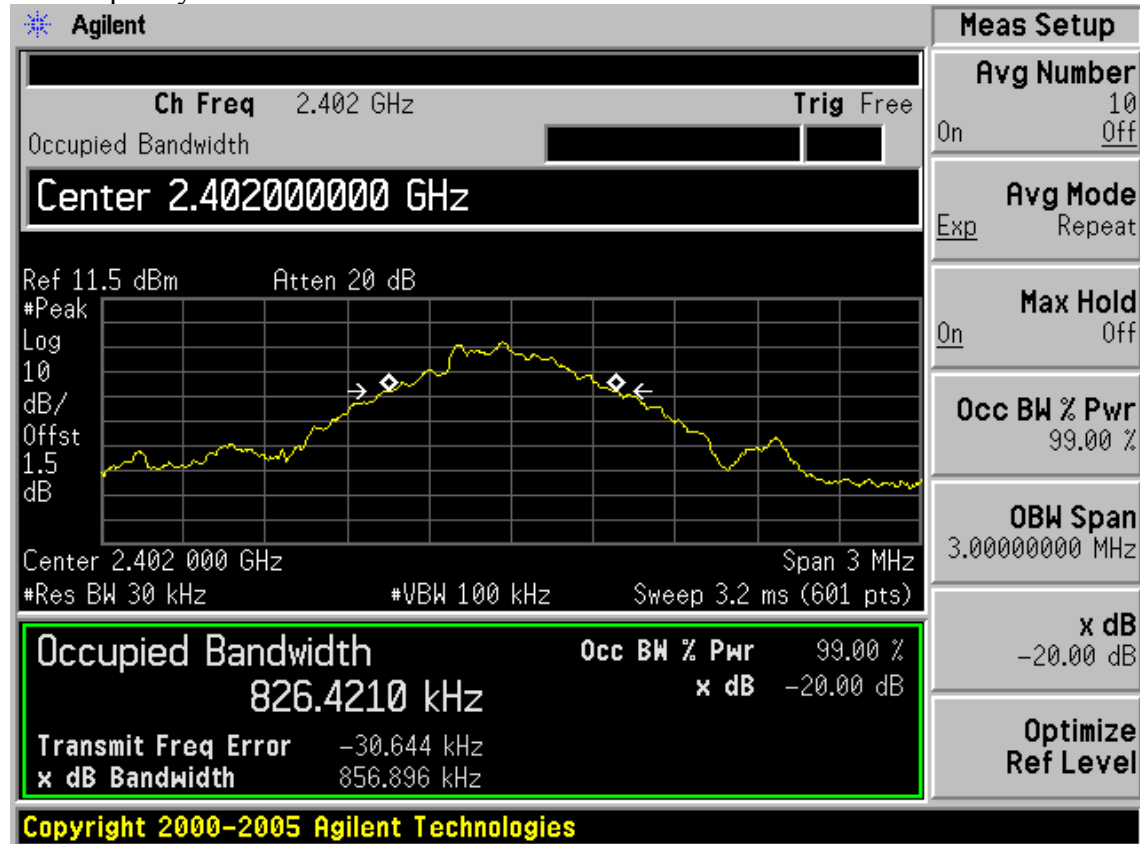 Agilent
Ch Freq 2.402 GHz Trig Free
Occupied Bandwidth
Center 2.402000000 GHz
Ref 11.5 dBm Atten 20 dB
#Peak
Log
10
dB/
Offst
1.5
dB
Center 2.402 000 GHz Span 3 MHz
#Res BW 30 kHz #VBW 100 kHz Sweep 3.2 ms (601 pts)
Occupied Bandwidth Occ BW % Pwr 99.00 %
826.4210 kHz x dB -20.00 dB
Transmit Freq Error -30.644 kHz
x dB Bandwidth 856.896 kHz
Copyright 2000-2005 Agilent Technologies
Meas Setup
Avg Number
10
On Off
Avg Mode
Exp Repeat
Max Hold
On Off
Occ BW % Pwr
99.00 %
OBW Span
3.00000000 MHz
x dB
-20.00 dB
Optimize
Ref Level